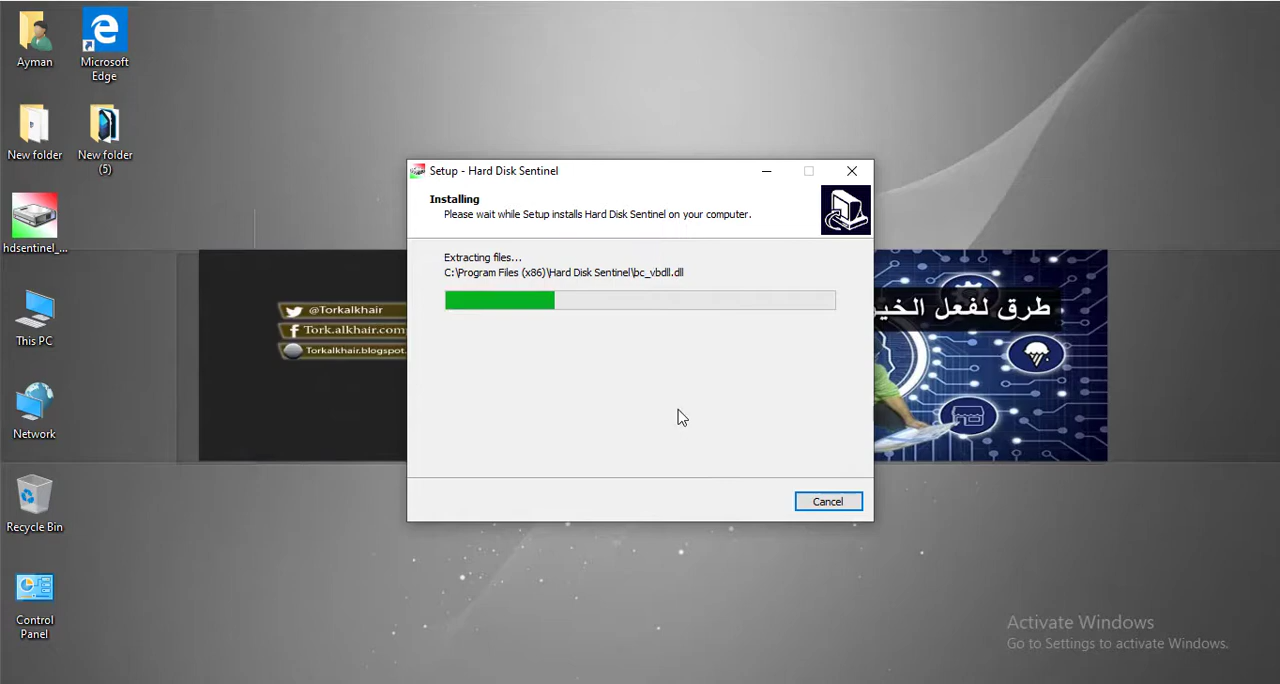 Ayman
Microsoft
Edge
New folder
New folder
(5)
hdsentinel_...
This PC
Network
Recycle Bin
Control
Panel
@Torkalkhair
Tork.alkhair.com
Torkalkhair.blogspot.
Setup - Hard Disk Sentinel
Installing
Please wait while Setup installs Hard Disk Sentinel on your computer.
Extracting files...
C:\Program Files (x86)\Hard Disk Sentinel\bc_vbdll.dll
Cancel
طرق لفعل الخير
Activate Windows
Go to Settings to activate Windows.